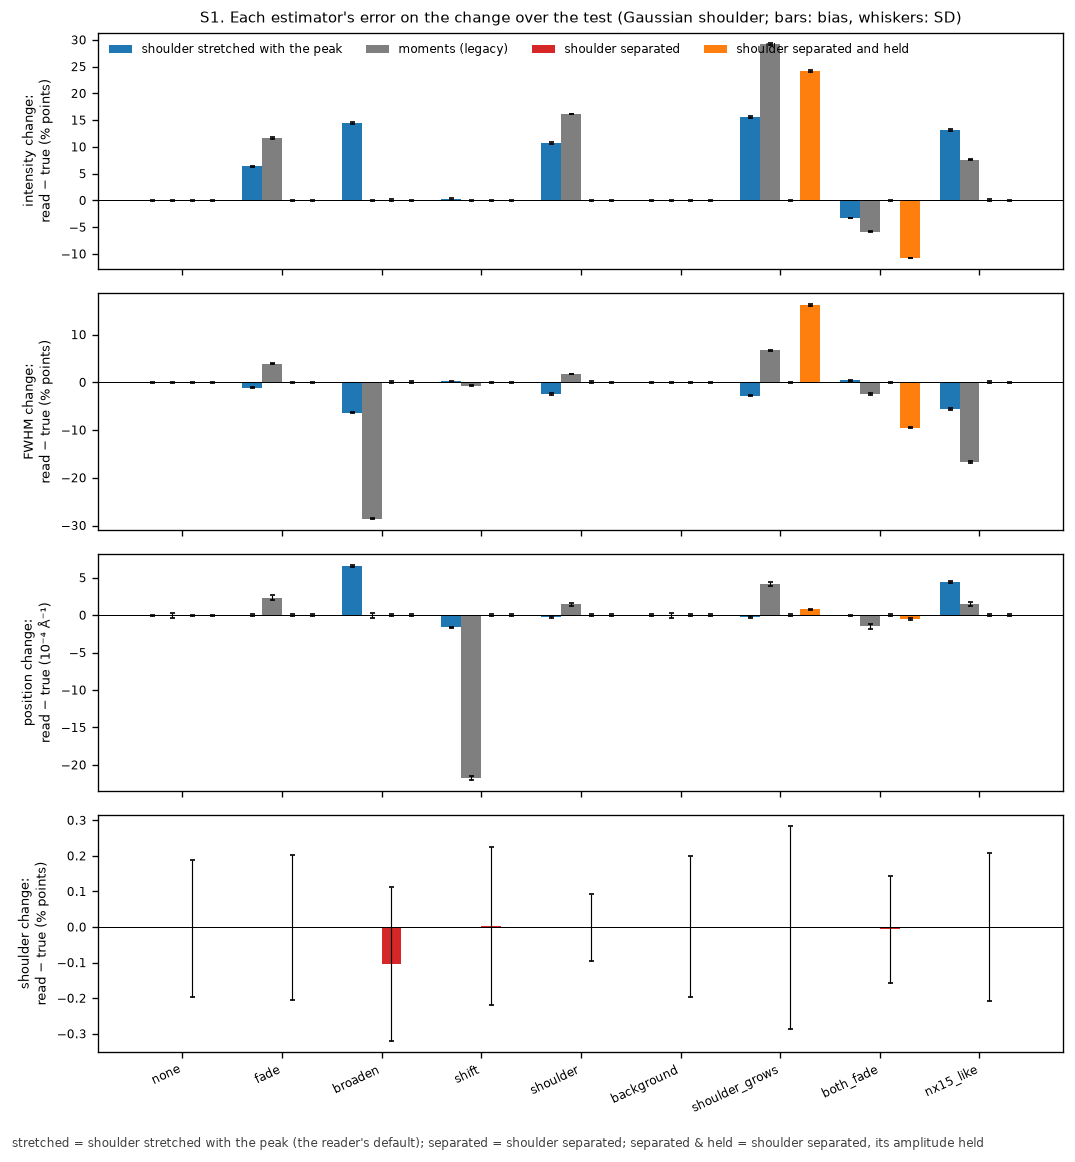 S1. Each estimator's error on the change over the test (Gaussian shoulder; bars: bias, whiskers: SD)
shoulder stretched with the peak
moments (legacy)
shoulder separated
shoulder separated and held
intensity change:
read − true (% points)
30
25
20
15
10
5
0
−5
−10
FWHM change:
read − true (% points)
10
0
−10
−20
−30
position change:
read − true (10⁻⁴ Å⁻¹)
5
0
−5
−10
−15
−20
shoulder change:
read − true (% points)
0.3
0.2
0.1
0.0
−0.1
−0.2
−0.3
none
fade
broaden
shift
shoulder
background
shoulder_grows
both_fade
nx15_like
stretched = shoulder stretched with the peak (the reader's default); separated = shoulder separated; separated & held = shoulder separated, its amplitude held